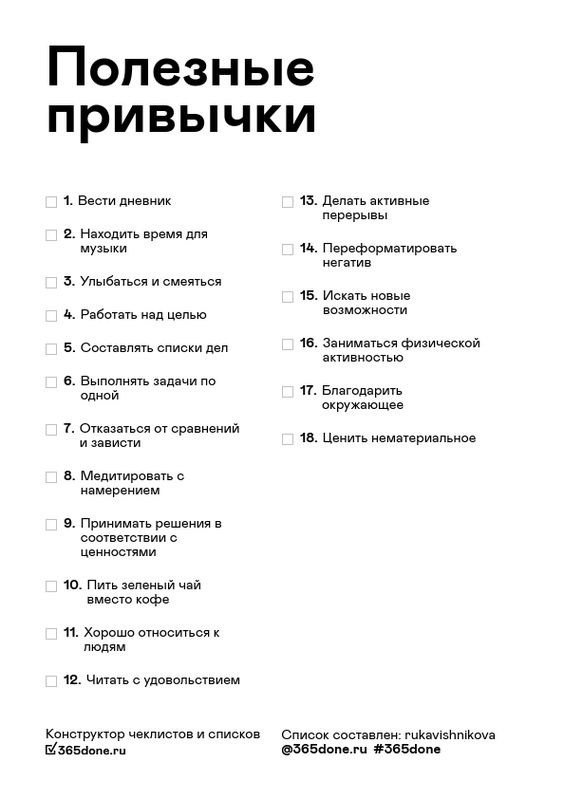 Полезные
привычки
1. Вести дневник
2. Находить время для
музыки
3. Улыбаться и смеяться
4. Работать над целью
5. Составлять списки дел
6. Выполнять задачи по
одной
7. Отказаться от сравнений
и зависти
8. Медитировать с
намерением
9. Принимать решения в
соответствии с
ценностями
10. Пить зеленый чай
вместо кофе
11. Хорошо относиться к
людям
12. Читать с удовольствием
13. Делать активные
перерывы
14. Переформатировать
негатив
15. Искать новые
возможности
16. Заниматься физической
активностью
17. Благодарить
окружающее
18. Ценить нематериальное
Конструктор чеклистов и списков
365done.ru
Список составлен: rukavishnikova
@365done.ru #365done